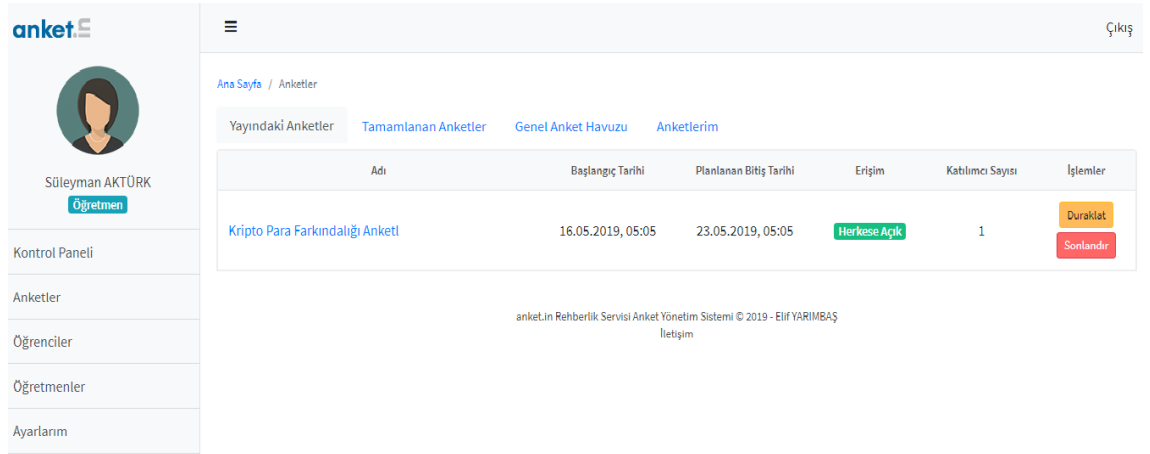 anket.in
Çıkış
Süleyman AKTÜRK
Öğretmen
Kontrol Paneli
Anketler
Öğrenciler
Öğretmenler
Ayarlarım
Ana Sayfa / Anketler
Yayındaki Anketler Tamamlanan Anketler Genel Anket Havuzu Anketlerim
Adı Başlangıç Tarihi Planlanan Bitiş Tarihi Erişim Katılımcı Sayısı İşlemler
Kripto Para Farkındalığı Anketi 16.05.2019, 05:05 23.05.2019, 05:05 Herkese Açık 1 Duraklat
Sonlandır
anket.in Rehberlik Servisi Anket Yönetim Sistemi © 2019 - Elif YARIMBAŞ
İletişim